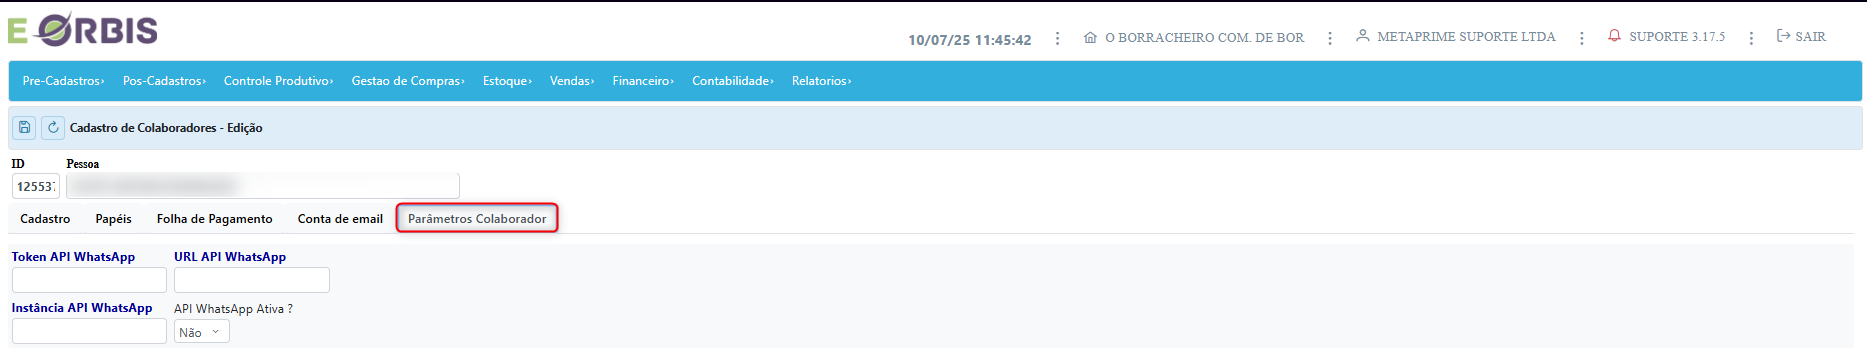 E ORBIS
10/07/25 11:45:42 ⋮ O BORRACHEIRO COM. DE BOR ⋮ METAPRIME SUPORTE LTDA ⋮ SUPORTE 3.17.5 ⋮ SAIR
Pre-Cadastros› Pos-Cadastros› Controle Produtivo› Gestao de Compras› Estoque› Vendas› Financeiro› Contabilidade› Relatorios›
Cadastro de Colaboradores - Edição
ID Pessoa
12553
Cadastro Papéis Folha de Pagamento Conta de email Parâmetros Colaborador
Token API WhatsApp URL API WhatsApp
Instância API WhatsApp API WhatsApp Ativa ?
Não